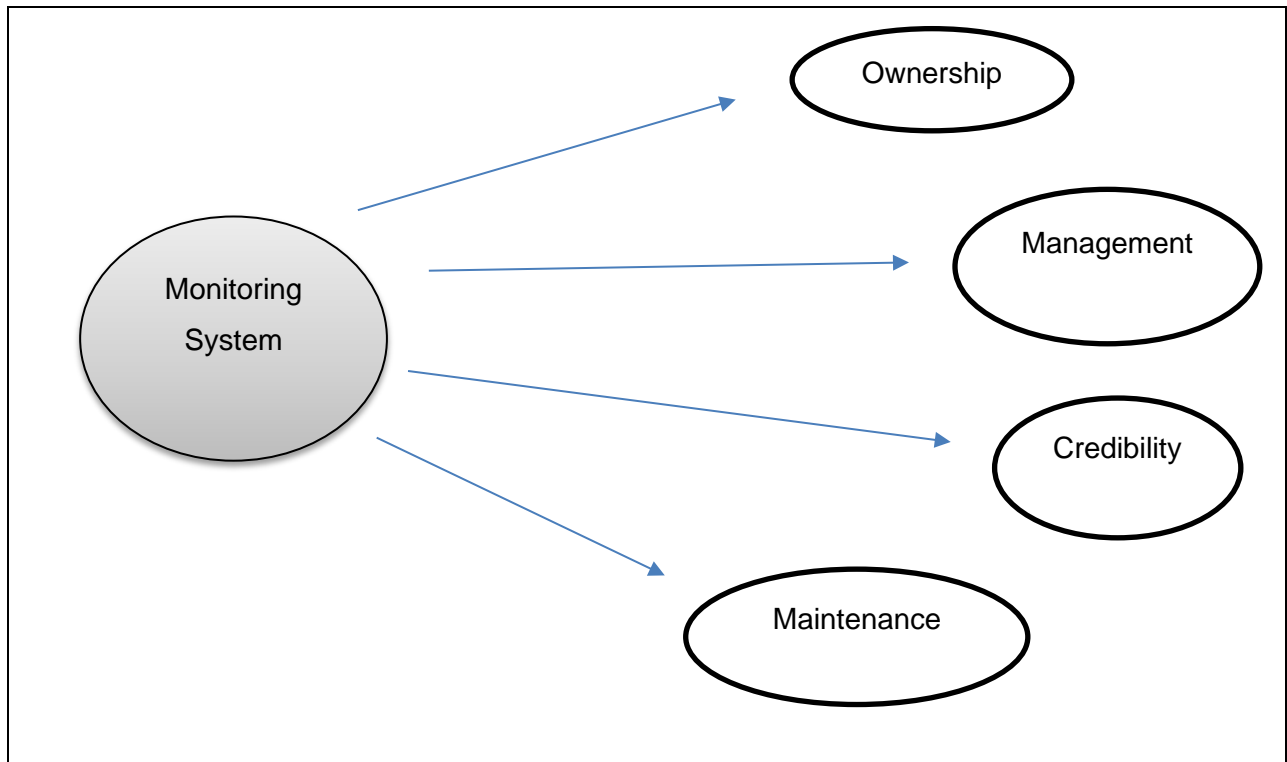 Ownership
Management
Monitoring
System
Credibility
Maintenance